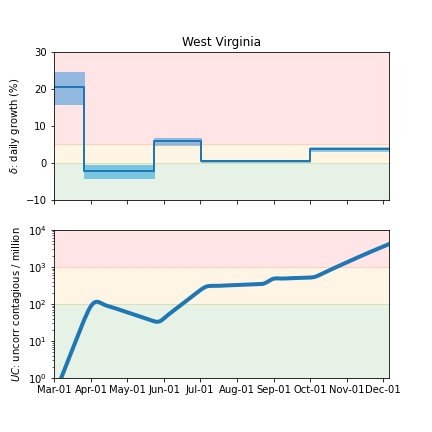 West Virginia
δ: daily growth (%)
30
20
10
0
−10
UC: uncorr contagious / million
10⁴
10³
10²
10¹
10⁰
Mar-01 Apr-01 May-01 Jun-01 Jul-01 Aug-01 Sep-01 Oct-01 Nov-01 Dec-01